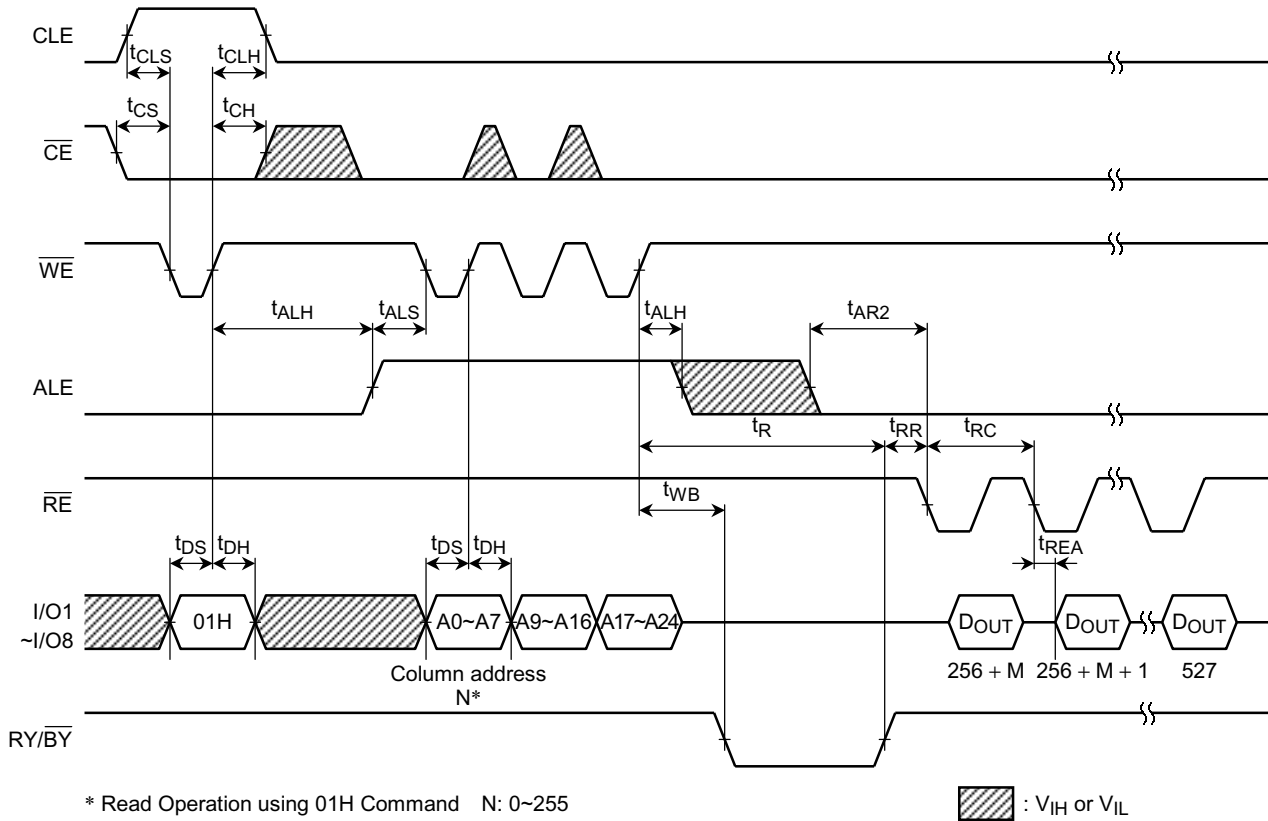 CLE
tCLS tCLH
tCS tCH
CE
WE
tALH tALS tALH tAR2
ALE
tR tRR tRC
RE
tWB
tDS tDH tDS tDH tREA
I/O1
~I/O8
01H A0~A7 A9~A16 A17~A24 DOUT DOUT DOUT
Column address
N*
256 + M 256 + M + 1 527
RY/BY
* Read Operation using 01H Command N: 0~255
: VIH or VIL